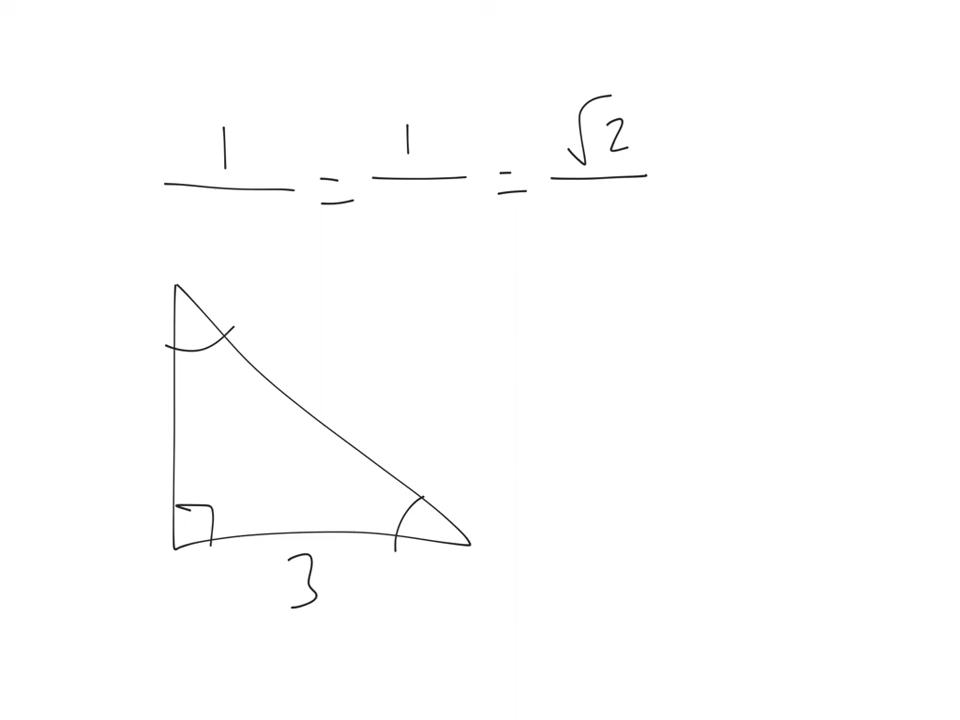 1/ = 1/ = √2/
3